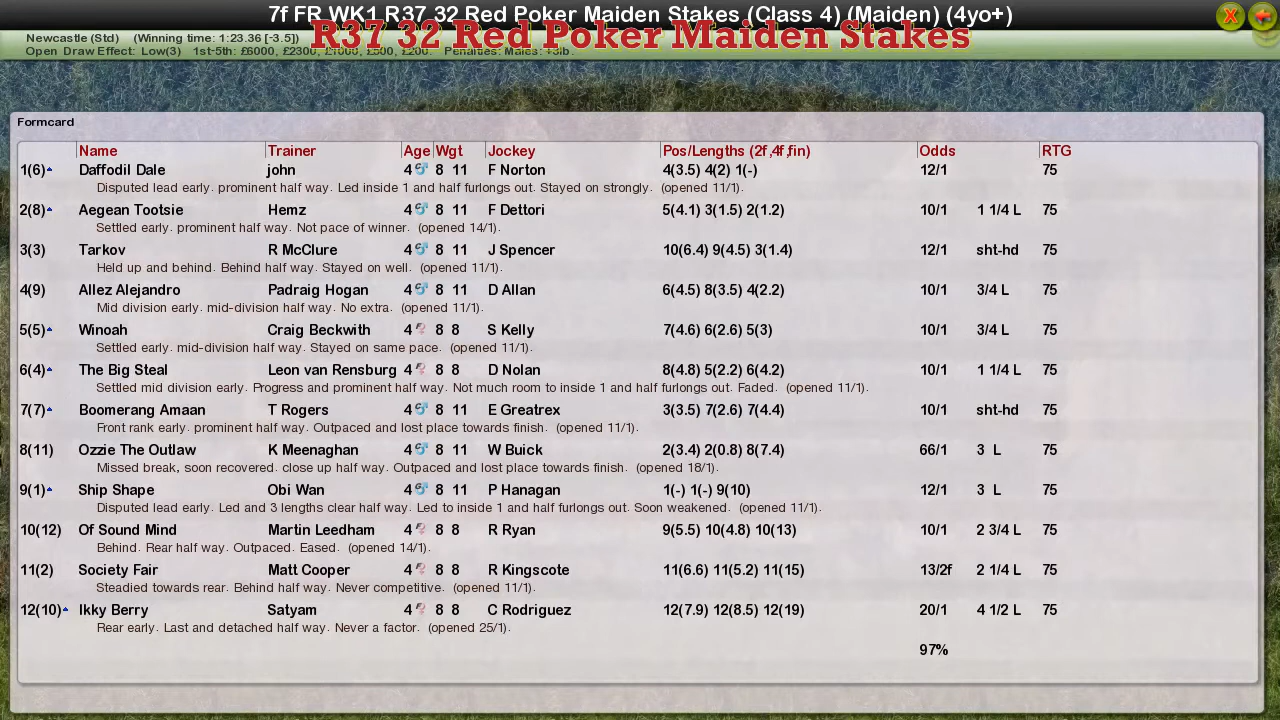 7f FR WK1 R37 32 Red Poker Maiden Stakes (Class 4) (Maiden) (4yo+)
R37 32 Red Poker Maiden Stakes
Newcastle (Std) (Winning time: 1:23.36 [-3.5])
Open Draw Effect: Low(3) 1st-5th: £6000, £2300, £1000, £500, £200. Penalties: Males: +3lb.
Formcard
Name Trainer Age Wgt Jockey Pos/Lengths (2f,4f,fin) Odds RTG
1(6) Daffodil Dale john 4 8 11 F Norton 4(3.5) 4(2) 1(-) 12/1 75
Disputed lead early. prominent half way. Led inside 1 and half furlongs out. Stayed on strongly. (opened 11/1).
2(8) Aegean Tootsie Hemz 4 8 11 F Dettori 5(4.1) 3(1.5) 2(1.2) 10/1 1 1/4 L 75
Settled early. prominent half way. Not pace of winner. (opened 14/1).
3(3) Tarkov R McClure 4 8 11 J Spencer 10(6.4) 9(4.5) 3(1.4) 12/1 sht-hd 75
Held up and behind. Behind half way. Stayed on well. (opened 11/1).
4(9) Allez Alejandro Padraig Hogan 4 8 11 D Allan 6(4.5) 8(3.5) 4(2.2) 10/1 3/4 L 75
Mid division early. mid-division half way. No extra. (opened 11/1).
5(5) Winoah Craig Beckwith 4 8 8 S Kelly 7(4.6) 6(2.6) 5(3) 10/1 3/4 L 75
Settled early. mid-division half way. Stayed on same pace. (opened 11/1).
6(4) The Big Steal Leon van Rensburg 4 8 8 D Nolan 8(4.8) 5(2.2) 6(4.2) 10/1 1 1/4 L 75
Settled mid division early. Progress and prominent half way. Not much room to inside 1 and half furlongs out. Faded. (opened 11/1).
7(7) Boomerang Amaan T Rogers 4 8 11 E Greatrex 3(3.5) 7(2.6) 7(4.4) 10/1 sht-hd 75
Front rank early. prominent half way. Outpaced and lost place towards finish. (opened 11/1).
8(11) Ozzie The Outlaw K Meenaghan 4 8 11 W Buick 2(3.4) 2(0.8) 8(7.4) 66/1 3 L 75
Missed break, soon recovered. close up half way. Outpaced and lost place towards finish. (opened 18/1).
9(1) Ship Shape Obi Wan 4 8 11 P Hanagan 1(-) 1(-) 9(10) 12/1 3 L 75
Disputed lead early. Led and 3 lengths clear half way. Led to inside 1 and half furlongs out. Soon weakened. (opened 11/1).
10(12) Of Sound Mind Martin Leedham 4 8 8 R Ryan 9(5.5) 10(4.8) 10(13) 10/1 2 3/4 L 75
Behind. Rear half way. Outpaced. Eased. (opened 14/1).
11(2) Society Fair Matt Cooper 4 8 8 R Kingscote 11(6.6) 11(5.2) 11(15) 13/2f 2 1/4 L 75
Steadied towards rear. Behind half way. Never competitive. (opened 11/1).
12(10) Ikky Berry Satyam 4 8 8 C Rodriguez 12(7.9) 12(8.5) 12(19) 20/1 4 1/2 L 75
Rear early. Last and detached half way. Never a factor. (opened 25/1).
97%